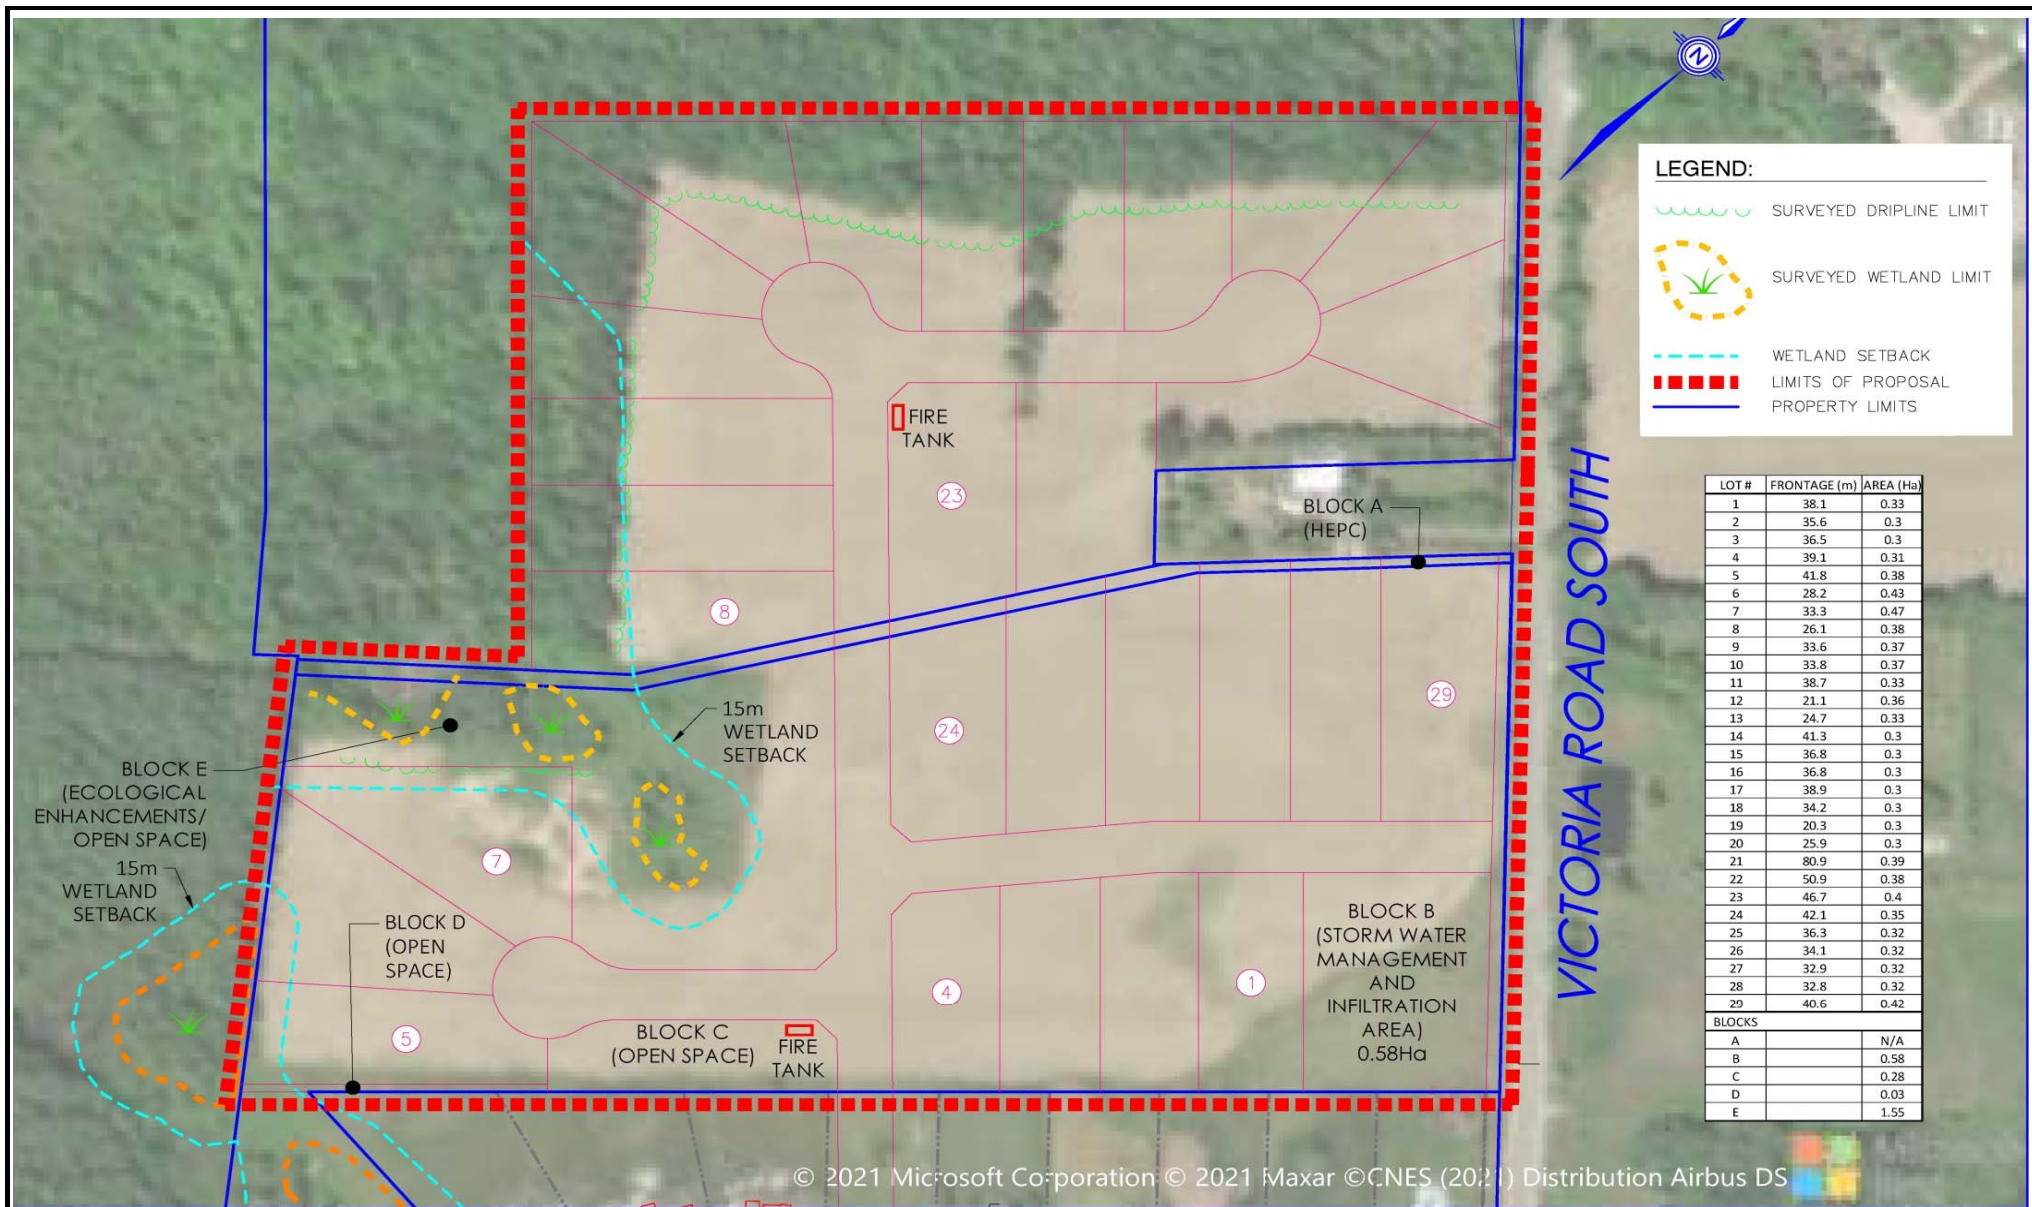 N
LEGEND:
SURVEYED DRIPLINE LIMIT
SURVEYED WETLAND LIMIT
WETLAND SETBACK
LIMITS OF PROPOSAL
PROPERTY LIMITS
FIRE
TANK
23
BLOCK A
(HEPC)
8
29
24
15m
WETLAND
SETBACK
BLOCK E
(ECOLOGICAL
ENHANCEMENTS/
OPEN SPACE)
15m
WETLAND
SETBACK
7
BLOCK D
(OPEN
SPACE)
5
BLOCK C
(OPEN SPACE)
FIRE
TANK
4
1
BLOCK B
(STORM WATER
MANAGEMENT
AND
INFILTRATION
AREA)
0.58Ha
VICTORIA ROAD SOUTH
LOT # FRONTAGE (m) AREA (Ha)
1 38.1 0.33
2 35.6 0.3
3 36.5 0.3
4 39.1 0.31
5 41.8 0.38
6 28.2 0.43
7 33.3 0.47
8 26.1 0.38
9 33.6 0.37
10 33.8 0.37
11 38.7 0.33
12 21.1 0.36
13 24.7 0.33
14 41.3 0.3
15 36.8 0.3
16 36.8 0.3
17 38.9 0.3
18 34.2 0.3
19 20.3 0.3
20 25.9 0.3
21 80.9 0.39
22 50.9 0.38
23 46.7 0.4
24 42.1 0.35
25 36.3 0.32
26 34.1 0.32
27 32.9 0.32
28 32.8 0.32
29 40.6 0.42
BLOCKS
A N/A
B 0.58
C 0.28
D 0.03
E 1.55
© 2021 Microsoft Corporation © 2021 Maxar ©CNES (2021) Distribution Airbus DS